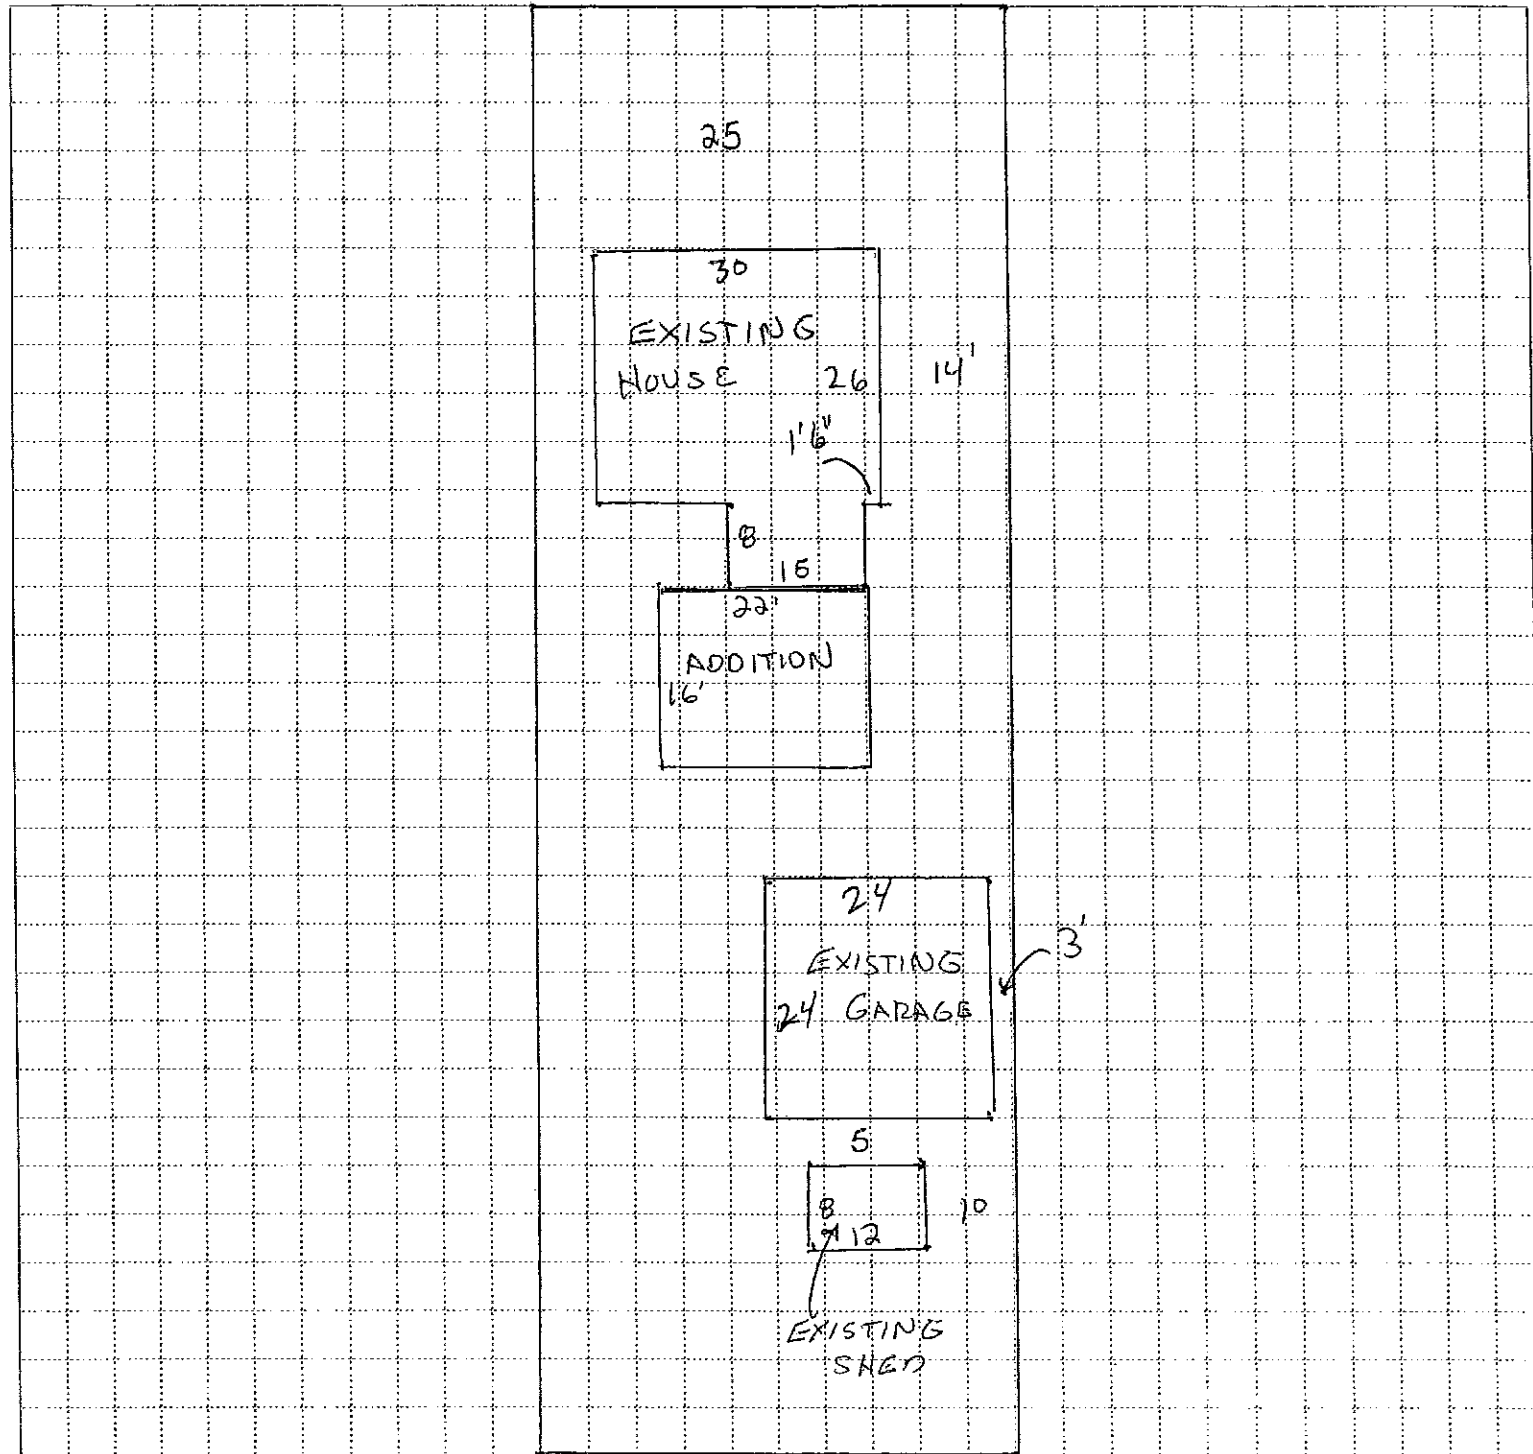 25
30
EXISTING
HOUSE 26 14'
1'6"
8
15
22'
ADDITION
16'
24
EXISTING 3'
24 GARAGE
5
8 10
12
EXISTING
SHED